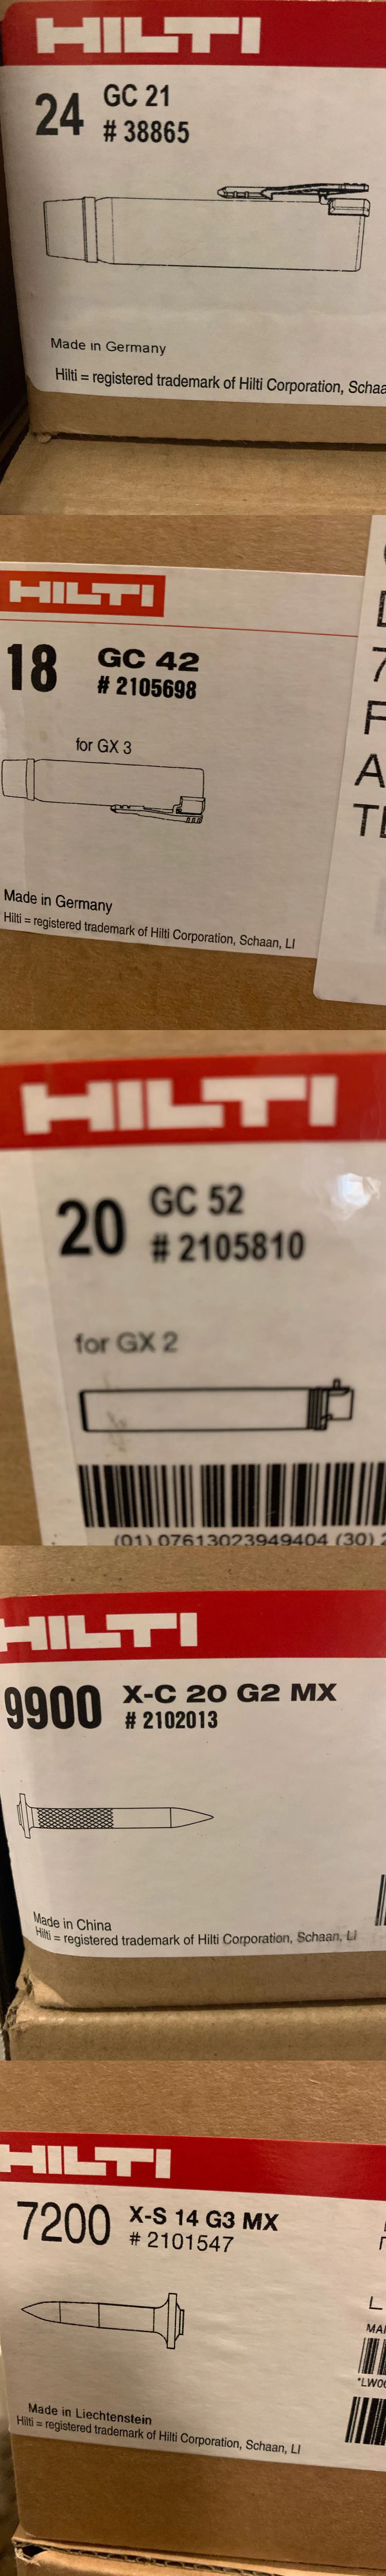 HILTI
24 GC 21
# 38865
Made in Germany
Hilti = registered trademark of Hilti Corporation, Schaa
HILTI
18 GC 42
# 2105698
for GX 3
Made in Germany
Hilti = registered trademark of Hilti Corporation, Schaan, LI
7
F
A
HILTI
20 GC 52
# 2105810
for GX 2
(01) 07613023949404 (30) 2
HILTI
9900 X-C 20 G2 MX
# 2102013
Made in China
Hilti = registered trademark of Hilti Corporation, Schaan, LI
HILTI
7200 X-S 14 G3 MX
# 2101547
L
MA
*LW0
Made in Liechtenstein
Hilti = registered trademark of Hilti Corporation, Schaan, LI